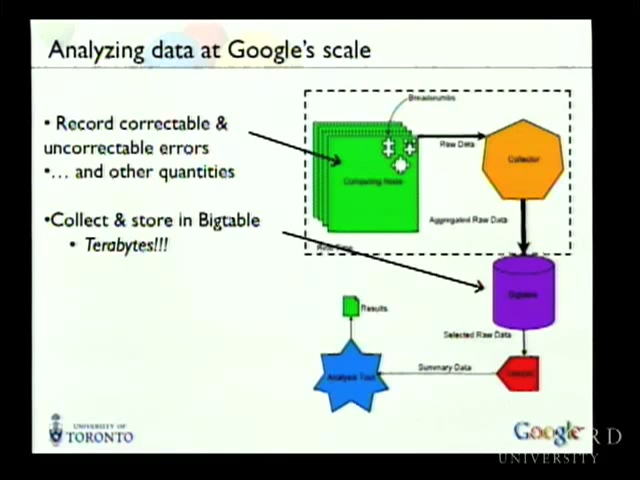 Analyzing data at Google's scale
• Record correctable &
uncorrectable errors
• … and other quantities
•Collect & store in Bigtable
• Terabytes!!!
Breadcrumbs
Raw Data
Collector
Computing Node
Aggregated Raw Data
Real Time
Bigtable
Selected Raw Data
Results
Summary Data
Analysis Tool
UNIVERSITY OF
TORONTO
Google
UNIVERSITY